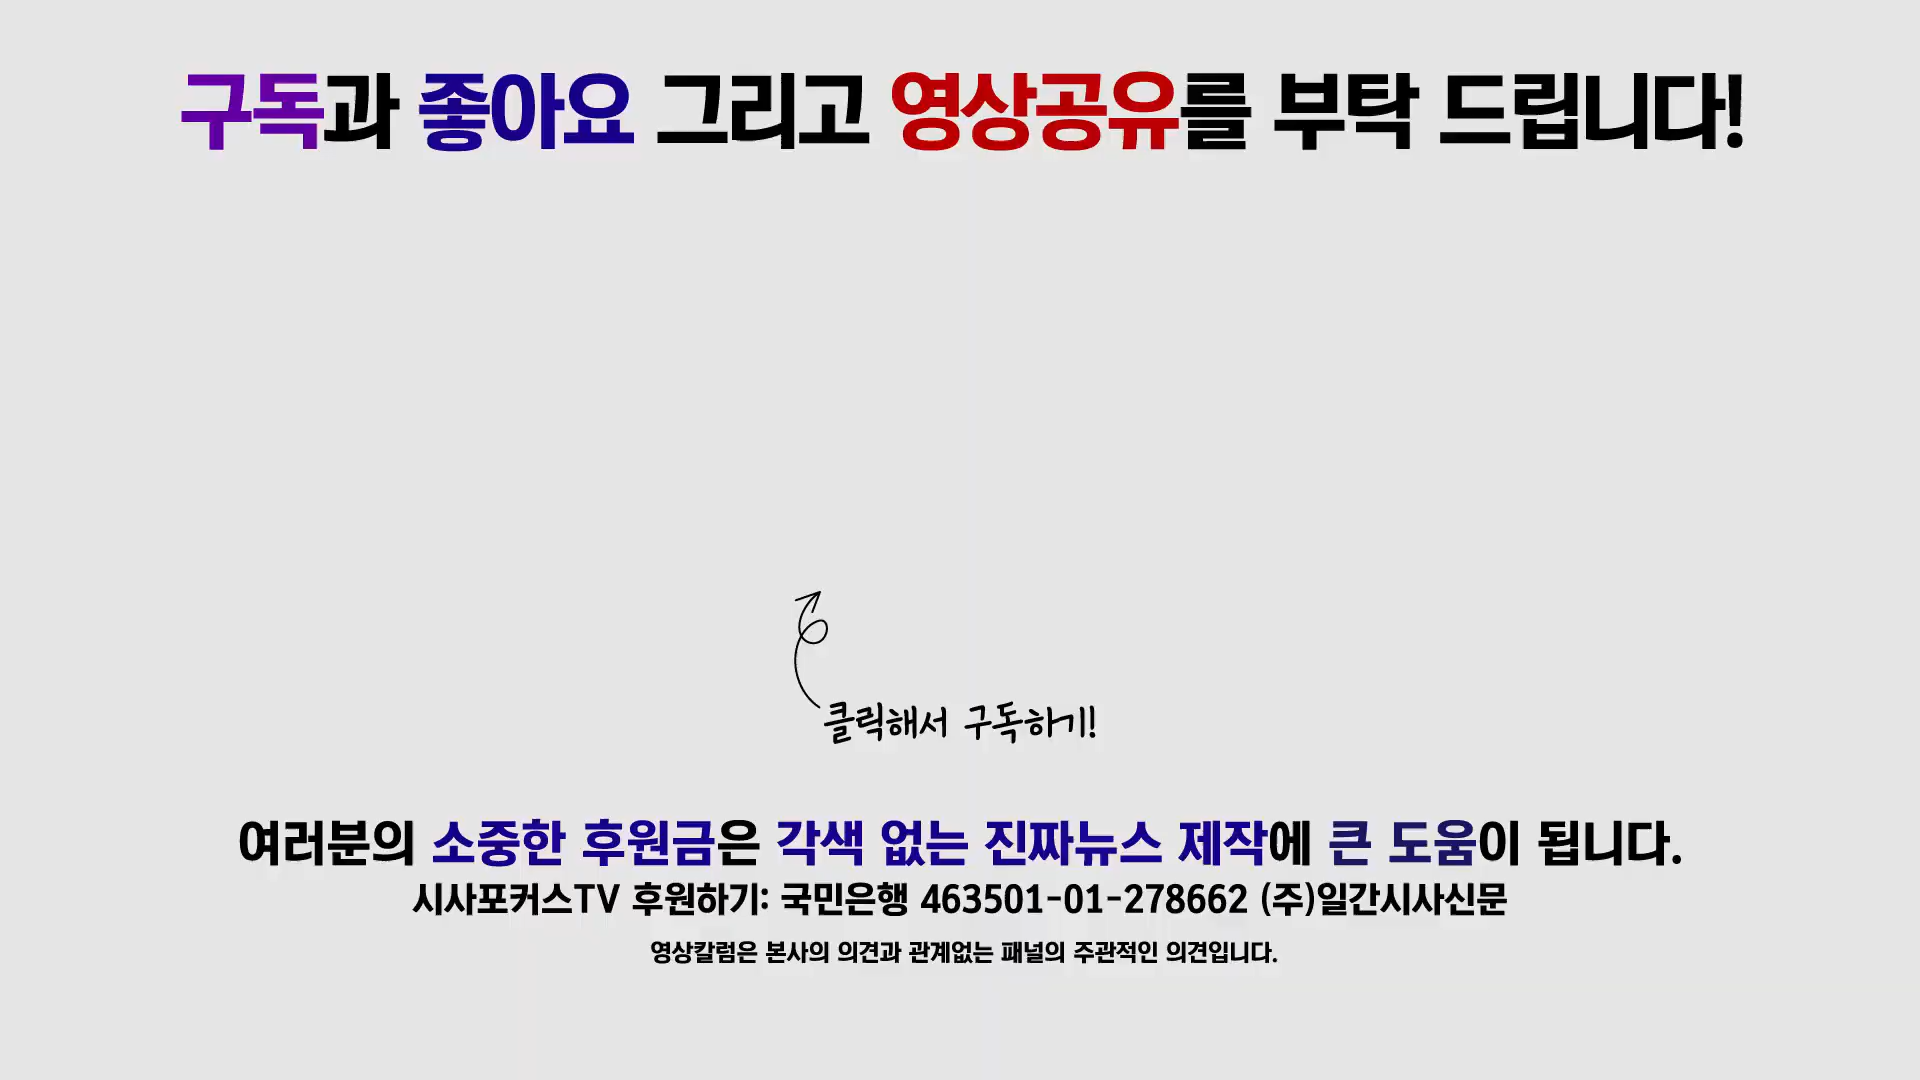 구독과 좋아요 그리고 영상공유를 부탁 드립니다!
클릭해서 구독하기!
여러분의 소중한 후원금은 각색 없는 진짜뉴스 제작에 큰 도움이 됩니다.
시사포커스TV 후원하기: 국민은행 463501-01-278662 (주)일간시사신문
영상칼럼은 본사의 의견과 관계없는 패널의 주관적인 의견입니다.